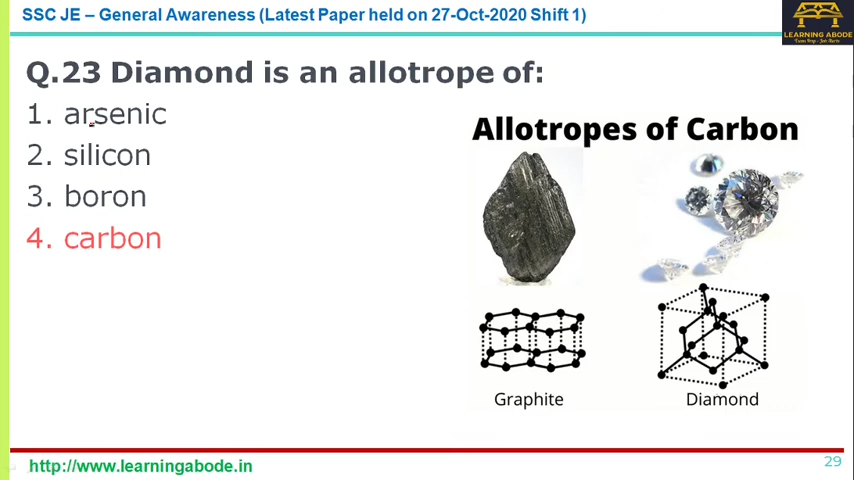 SSC JE – General Awareness (Latest Paper held on 27-Oct-2020 Shift 1)
LEARNING ABODE
Q.23 Diamond is an allotrope of:
1. arsenic
2. silicon
3. boron
4. carbon
Allotropes of Carbon
Graphite
Diamond
http://www.learningabode.in
29